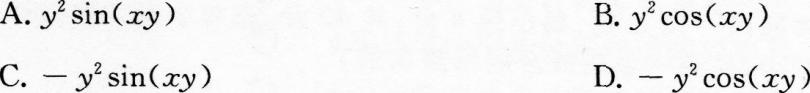 A. y² sin(xy) B. y² cos(xy)
C. − y² sin(xy) D. − y² cos(xy)